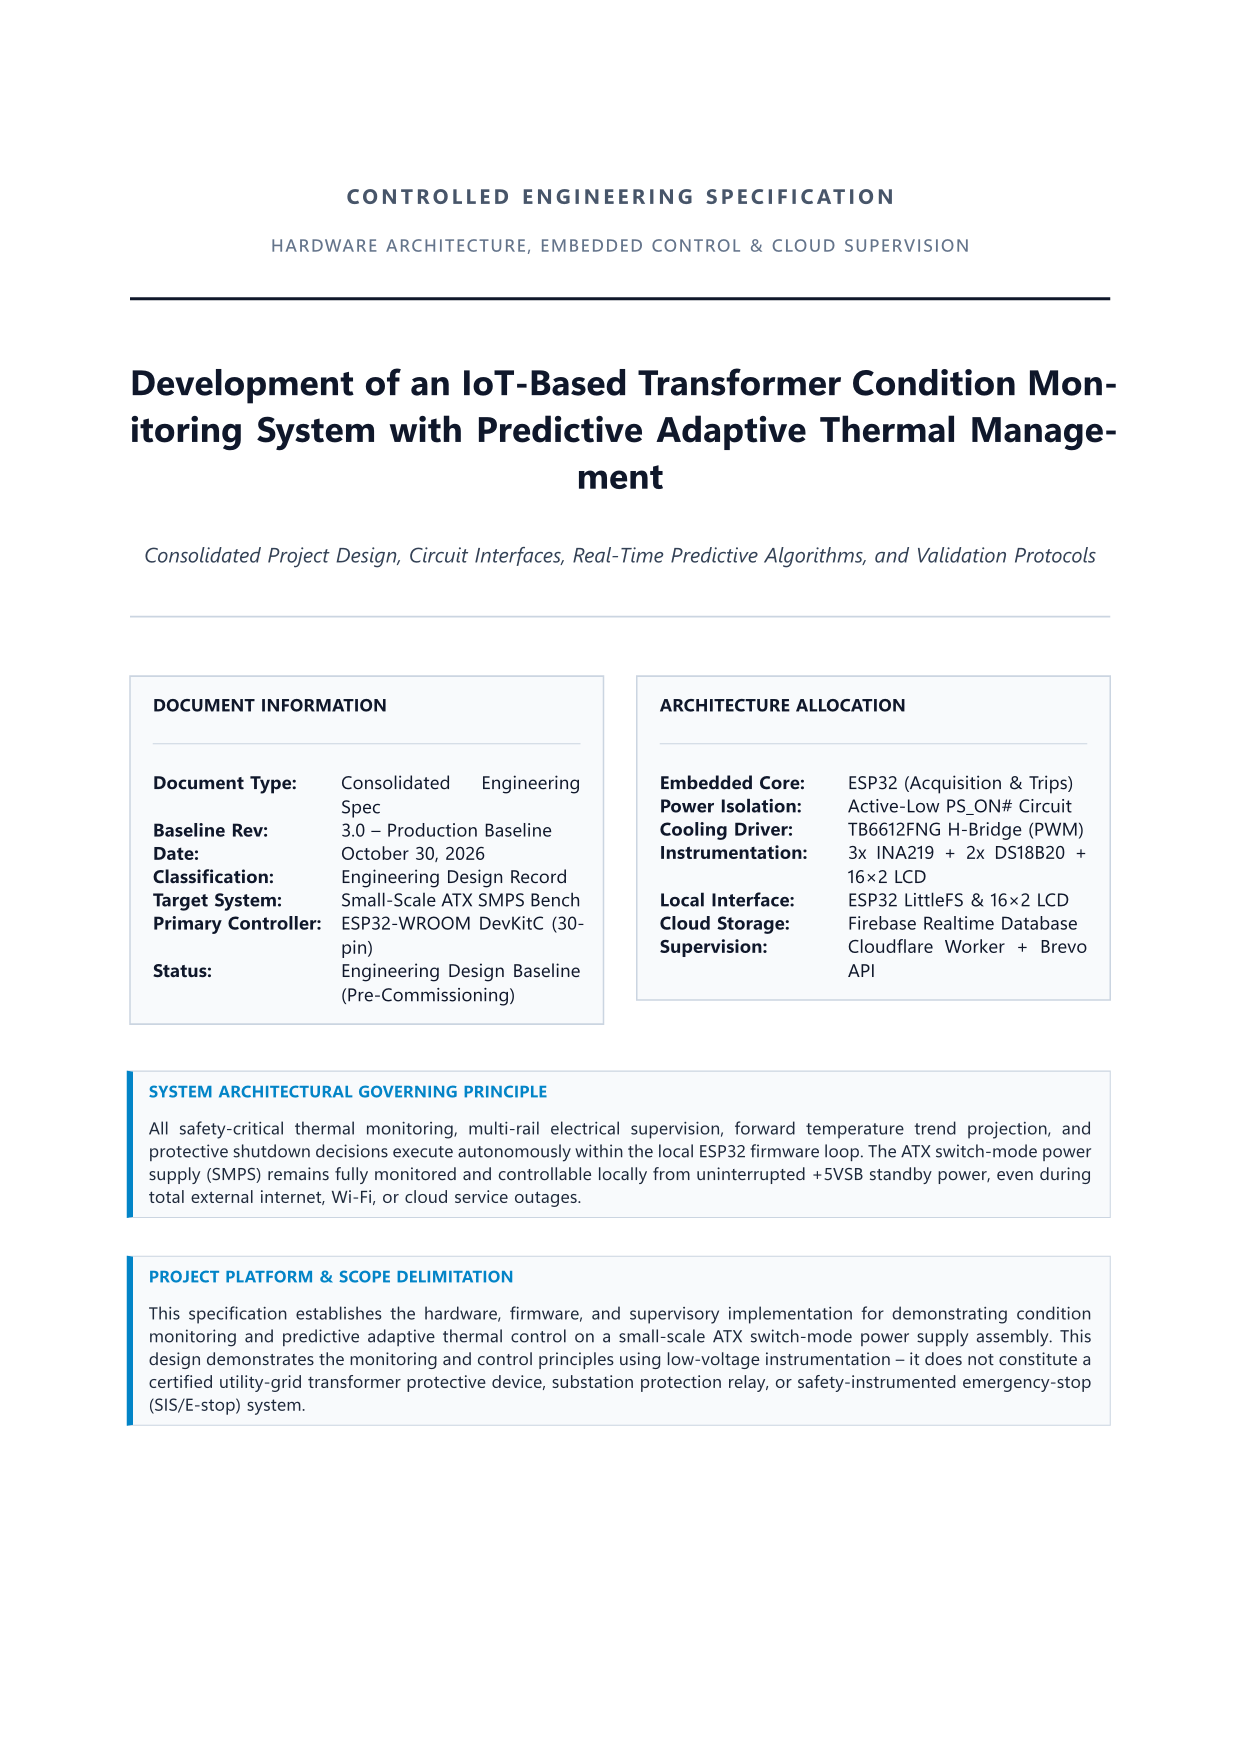 CONTROLLED ENGINEERING SPECIFICATION
HARDWARE ARCHITECTURE, EMBEDDED CONTROL & CLOUD SUPERVISION
Development of an IoT-Based Transformer Condition Mon-
itoring System with Predictive Adaptive Thermal Manage-
ment
Consolidated Project Design, Circuit Interfaces, Real-Time Predictive Algorithms, and Validation Protocols
DOCUMENT INFORMATION
Document Type: Consolidated Engineering
Spec
Baseline Rev: 3.0 – Production Baseline
Date: October 30, 2026
Classification: Engineering Design Record
Target System: Small-Scale ATX SMPS Bench
Primary Controller: ESP32-WROOM DevKitC (30-
pin)
Status: Engineering Design Baseline
(Pre-Commissioning)
ARCHITECTURE ALLOCATION
Embedded Core: ESP32 (Acquisition & Trips)
Power Isolation: Active-Low PS_ON# Circuit
Cooling Driver: TB6612FNG H-Bridge (PWM)
Instrumentation: 3x INA219 + 2x DS18B20 +
16×2 LCD
Local Interface: ESP32 LittleFS & 16×2 LCD
Cloud Storage: Firebase Realtime Database
Supervision: Cloudflare Worker + Brevo
API
SYSTEM ARCHITECTURAL GOVERNING PRINCIPLE
All safety-critical thermal monitoring, multi-rail electrical supervision, forward temperature trend projection, and
protective shutdown decisions execute autonomously within the local ESP32 firmware loop. The ATX switch-mode power
supply (SMPS) remains fully monitored and controllable locally from uninterrupted +5VSB standby power, even during
total external internet, Wi-Fi, or cloud service outages.
PROJECT PLATFORM & SCOPE DELIMITATION
This specification establishes the hardware, firmware, and supervisory implementation for demonstrating condition
monitoring and predictive adaptive thermal control on a small-scale ATX switch-mode power supply assembly. This
design demonstrates the monitoring and control principles using low-voltage instrumentation – it does not constitute a
certified utility-grid transformer protective device, substation protection relay, or safety-instrumented emergency-stop
(SIS/E-stop) system.